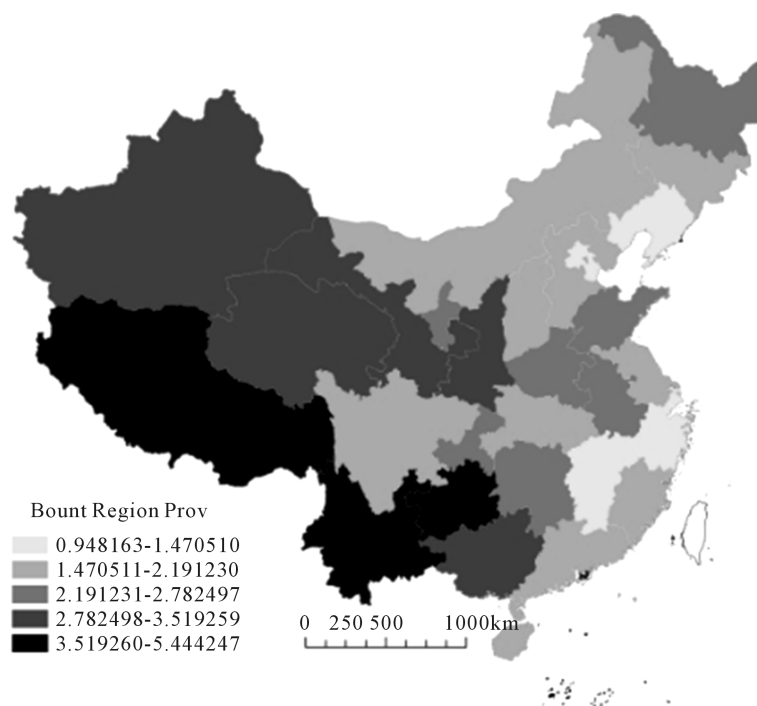 Bount Region Prov
0.948163-1.470510
1.470511-2.191230
2.191231-2.782497
2.782498-3.519259
3.519260-5.444247
0 250 500 1000km